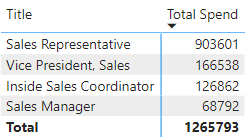 Title Total Spend
Sales Representative 903601
Vice President, Sales 166538
Inside Sales Coordinator 126862
Sales Manager 68792
Total 1265793